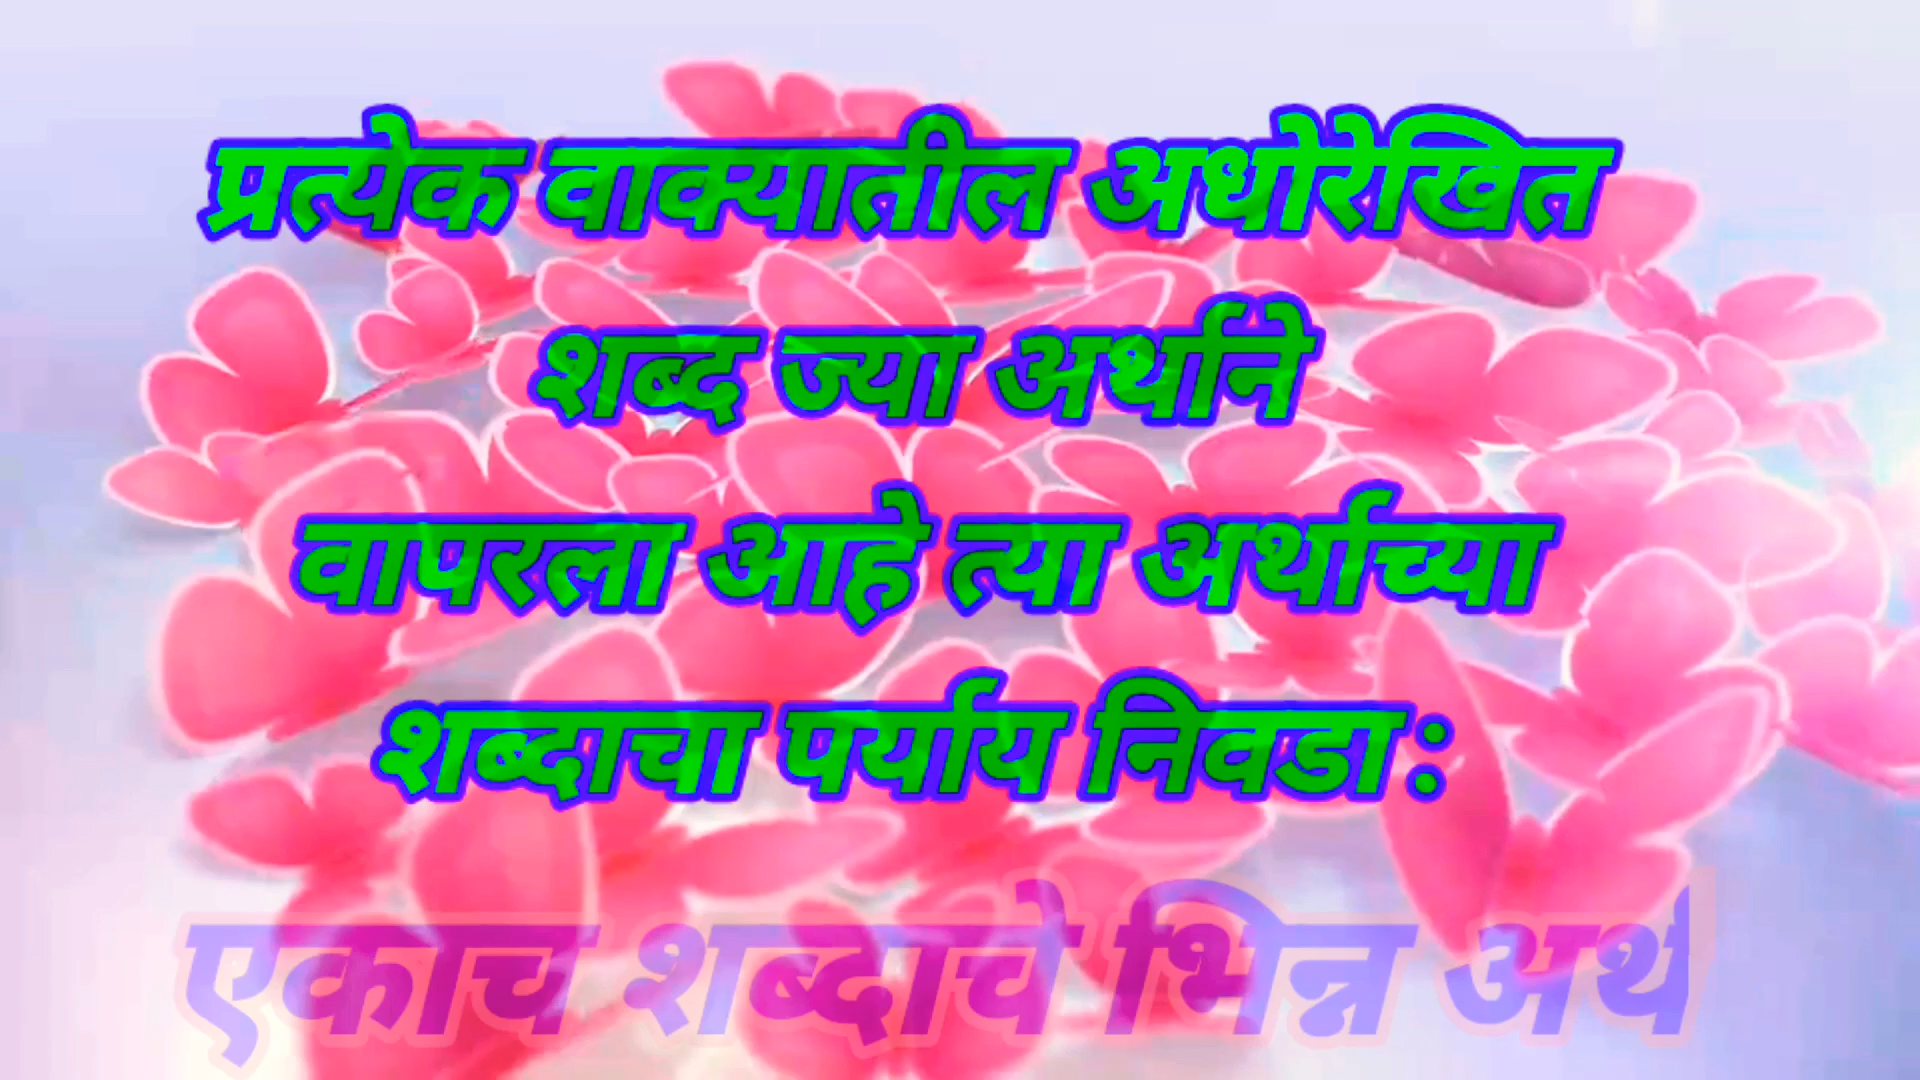 प्रत्येक वाक्यातील अधोरेखित
शब्द ज्या अर्थाने
वापरला आहे त्या अर्थाच्या
शब्दाचा पर्याय निवडा:
एकाच शब्दाचे भिन्न अर्थ